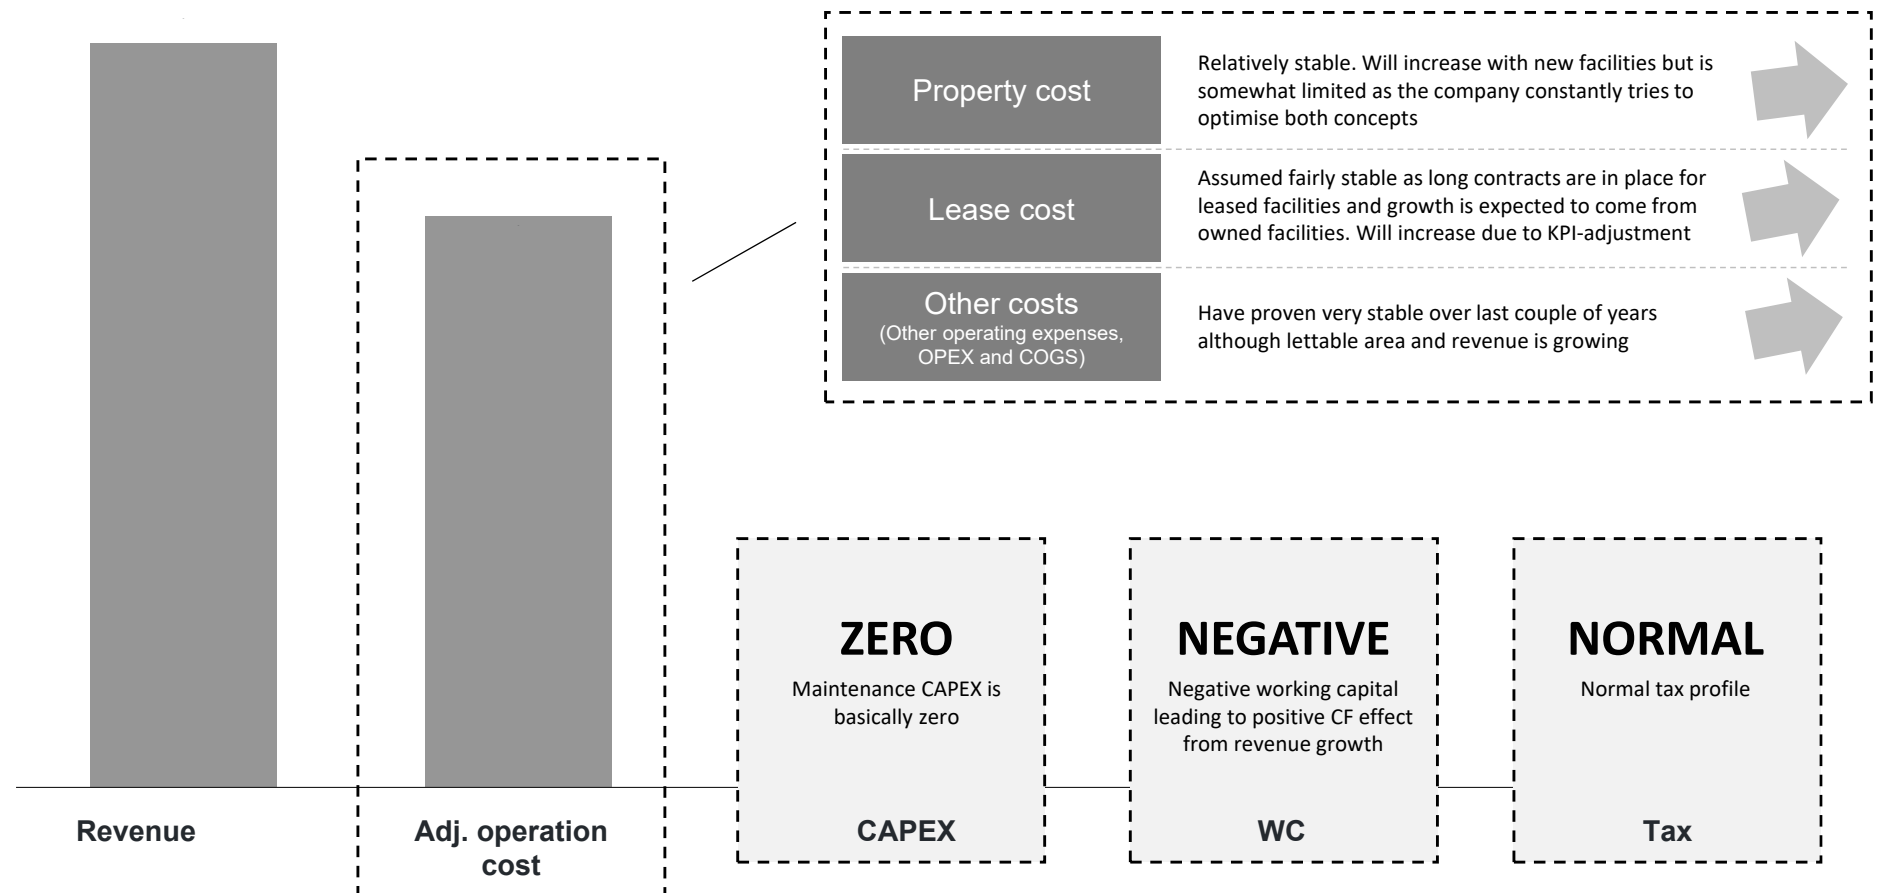 Property cost
Relatively stable. Will increase with new facilities but is
somewhat limited as the company constantly tries to
optimise both concepts
Lease cost
Assumed fairly stable as long contracts are in place for
leased facilities and growth is expected to come from
owned facilities. Will increase due to KPI-adjustment
Other costs
(Other operating expenses,
OPEX and COGS)
Have proven very stable over last couple of years
although lettable area and revenue is growing
ZERO
Maintenance CAPEX is
basically zero
NEGATIVE
Negative working capital
leading to positive CF effect
from revenue growth
NORMAL
Normal tax profile
Revenue
Adj. operation
cost
CAPEX
WC
Tax